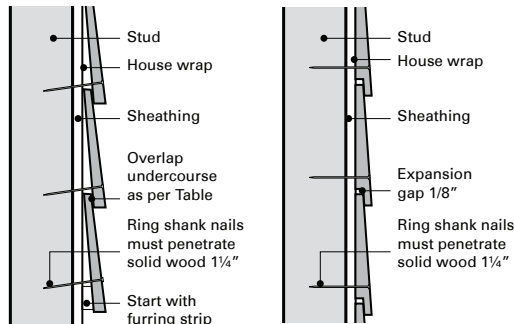 Stud
House wrap
Sheathing
Overlap
undercourse
as per Table
Ring shank nails
must penetrate
solid wood 1¼”
Start with
furring strip
Stud
House wrap
Sheathing
Expansion
gap 1/8”
Ring shank nails
must penetrate
solid wood 1¼”